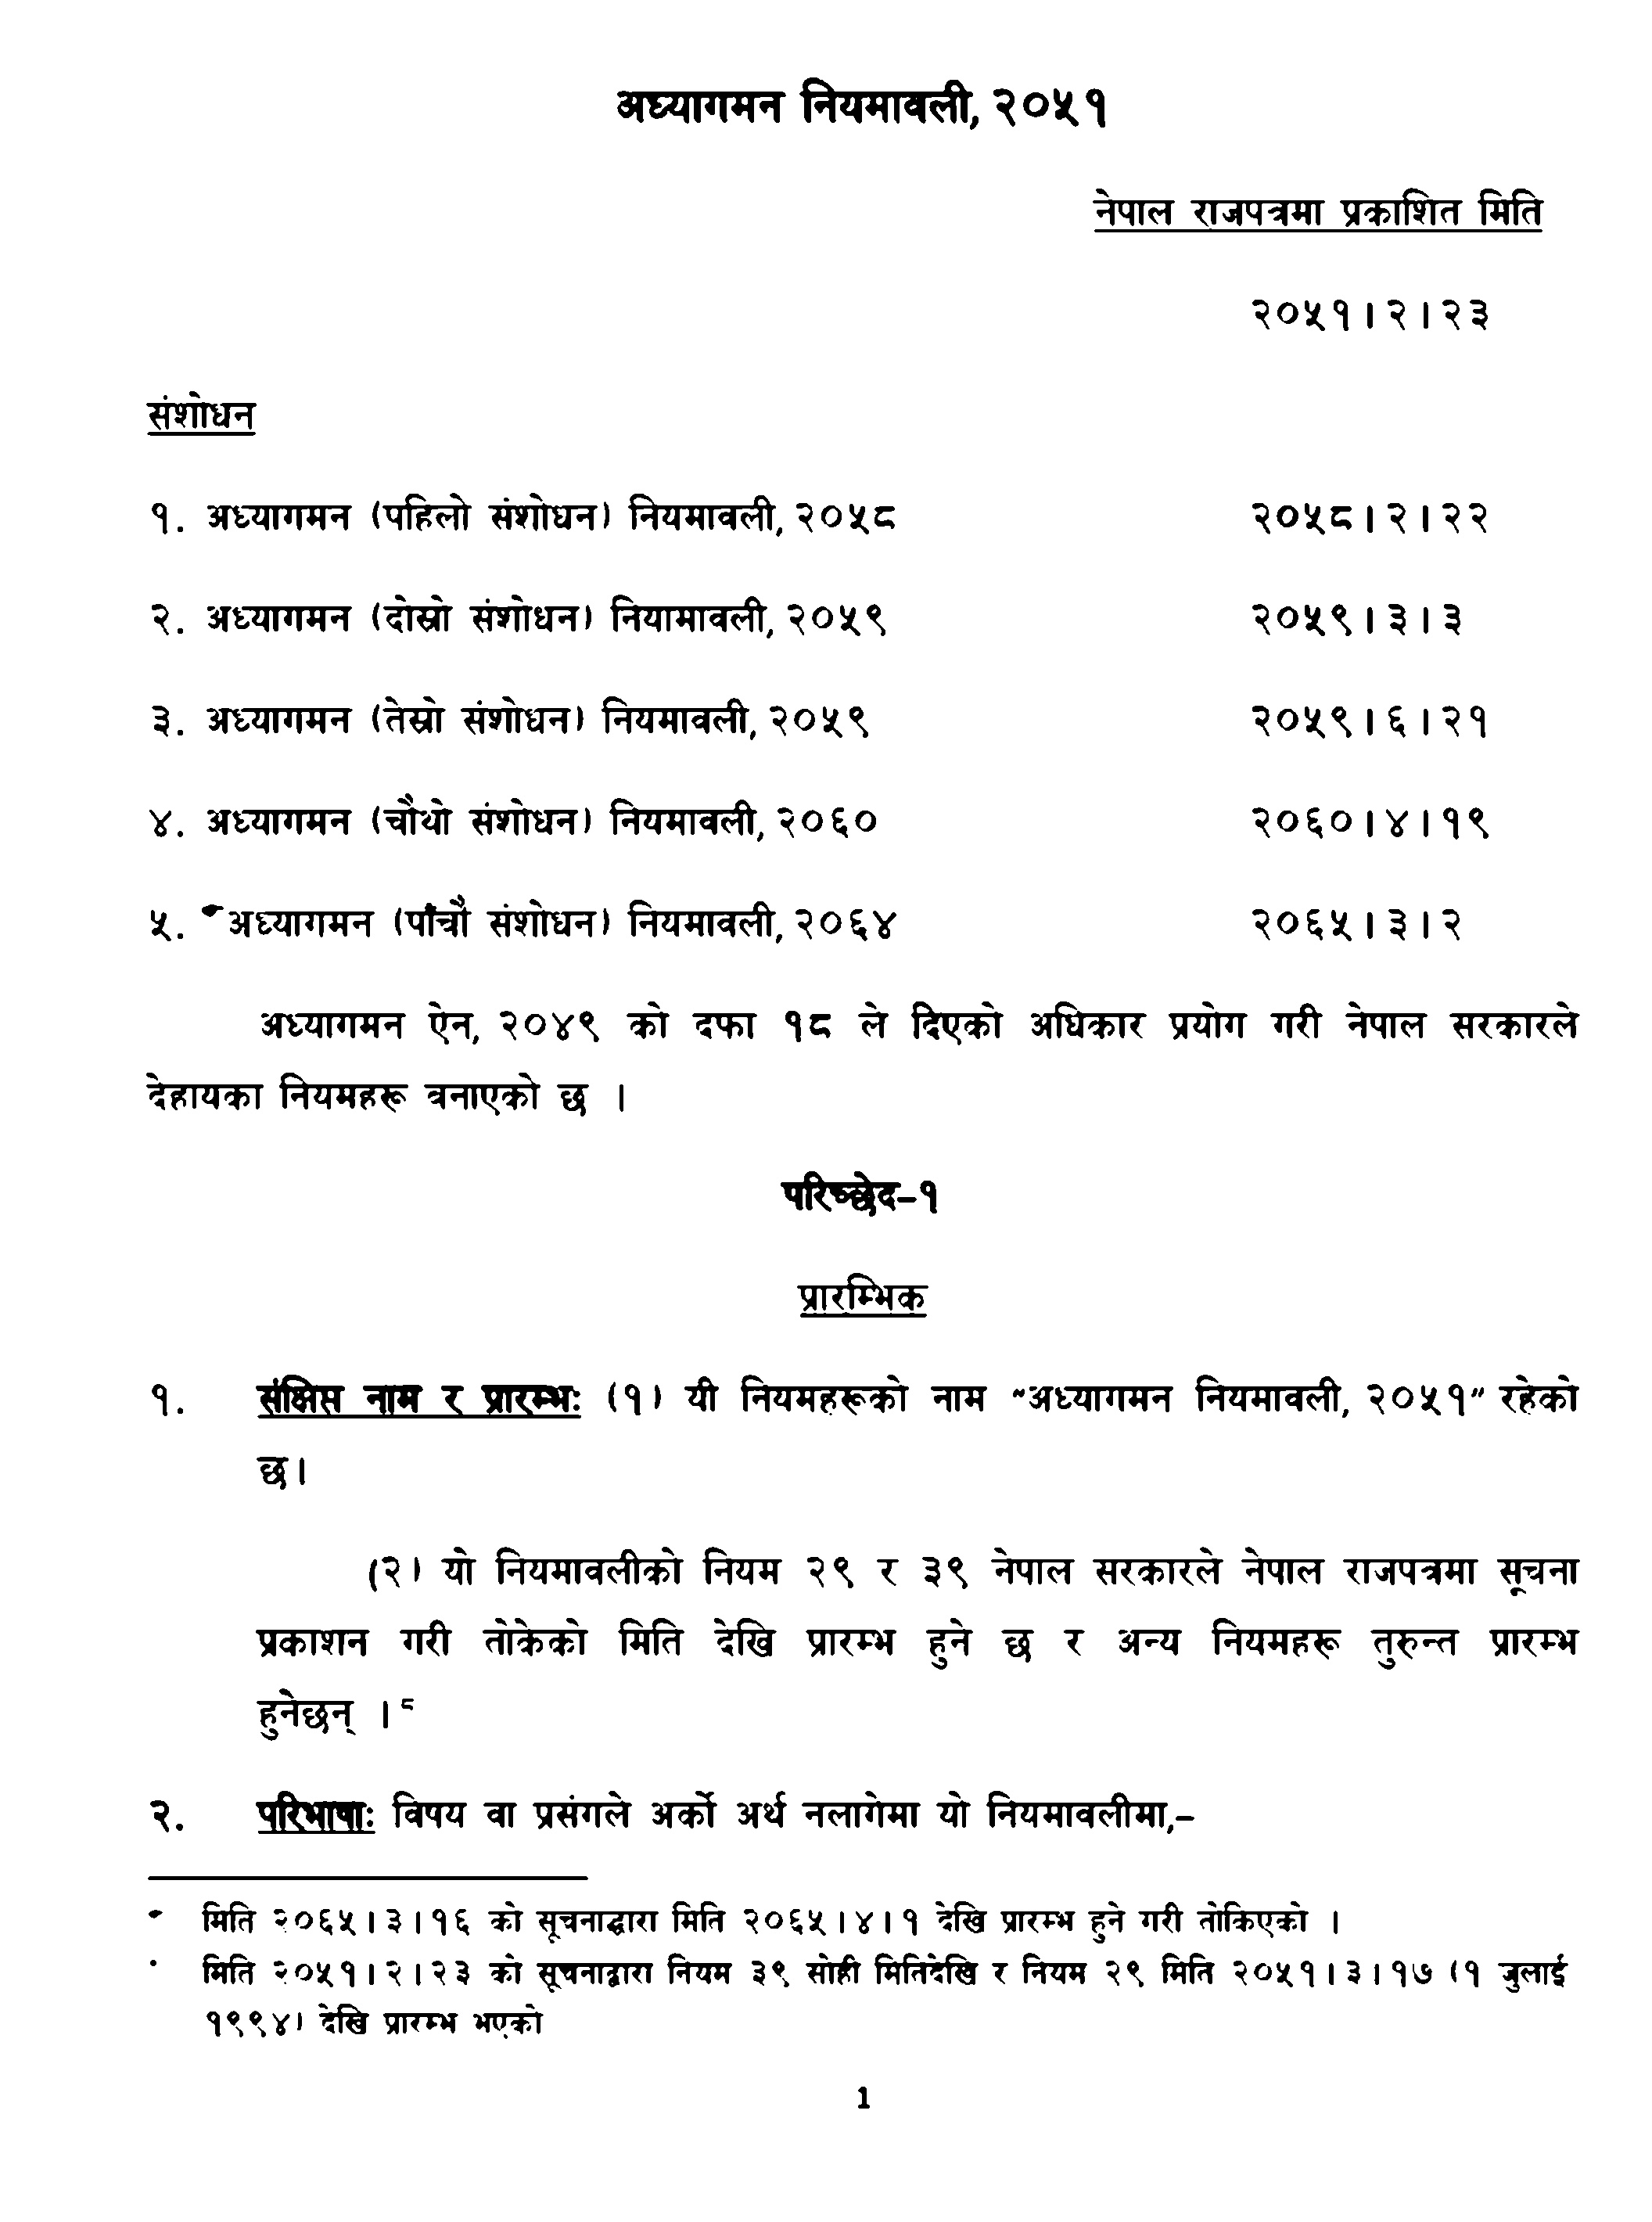 अध्यागमन नियमावली, २०५१
नेपाल राजपत्रमा प्रकाशित मिति
२०५१।२।२३
संशोधन
१. अध्यागमन (पहिलो संशोधन) नियमावली, २०५८ २०५८।२।२२
२. अध्यागमन (दोस्रो संशोधन) नियामावली, २०५९ २०५९।३।३
३. अध्यागमन (तेस्रो संशोधन) नियमावली, २०५९ २०५९।६।२१
४. अध्यागमन (चौथो संशोधन) नियमावली, २०६० २०६०।४।१९
५. अध्यागमन (पाँचौ संशोधन) नियमावली, २०६४ २०६५।३।२
अध्यागमन ऐन, २०४९ को दफा १८ ले दिएको अधिकार प्रयोग गरी नेपाल सरकारले
देहायका नियमहरू बनाएको छ ।
परिच्छेद–१
प्रारम्भिक
१. संक्षिप्त नाम र प्रारम्भः (१) यी नियमहरूको नाम "अध्यागमन नियमावली, २०५१" रहेको
छ।
(२) यो नियमावलीको नियम २९ र ३९ नेपाल सरकारले नेपाल राजपत्रमा सूचना
प्रकाशन गरी तोकेको मिति देखि प्रारम्भ हुने छ र अन्य नियमहरू तुरुन्त प्रारम्भ
हुनेछन् ।
२. परिभाषाः विषय वा प्रसंगले अर्को अर्थ नलागेमा यो नियमावलीमा,–
मिति २०६५।३।१६ को सूचनाद्धारा मिति २०६५।४।१ देखि प्रारम्भ हुने गरी तोकिएको ।
मिति २०५१।२।२३ को सूचनाद्वारा नियम ३९ सोही मितिदेखि र नियम २९ मिति २०५१।३।१७ (१ जुलाई
१९९४) देखि प्रारम्भ भएको
1